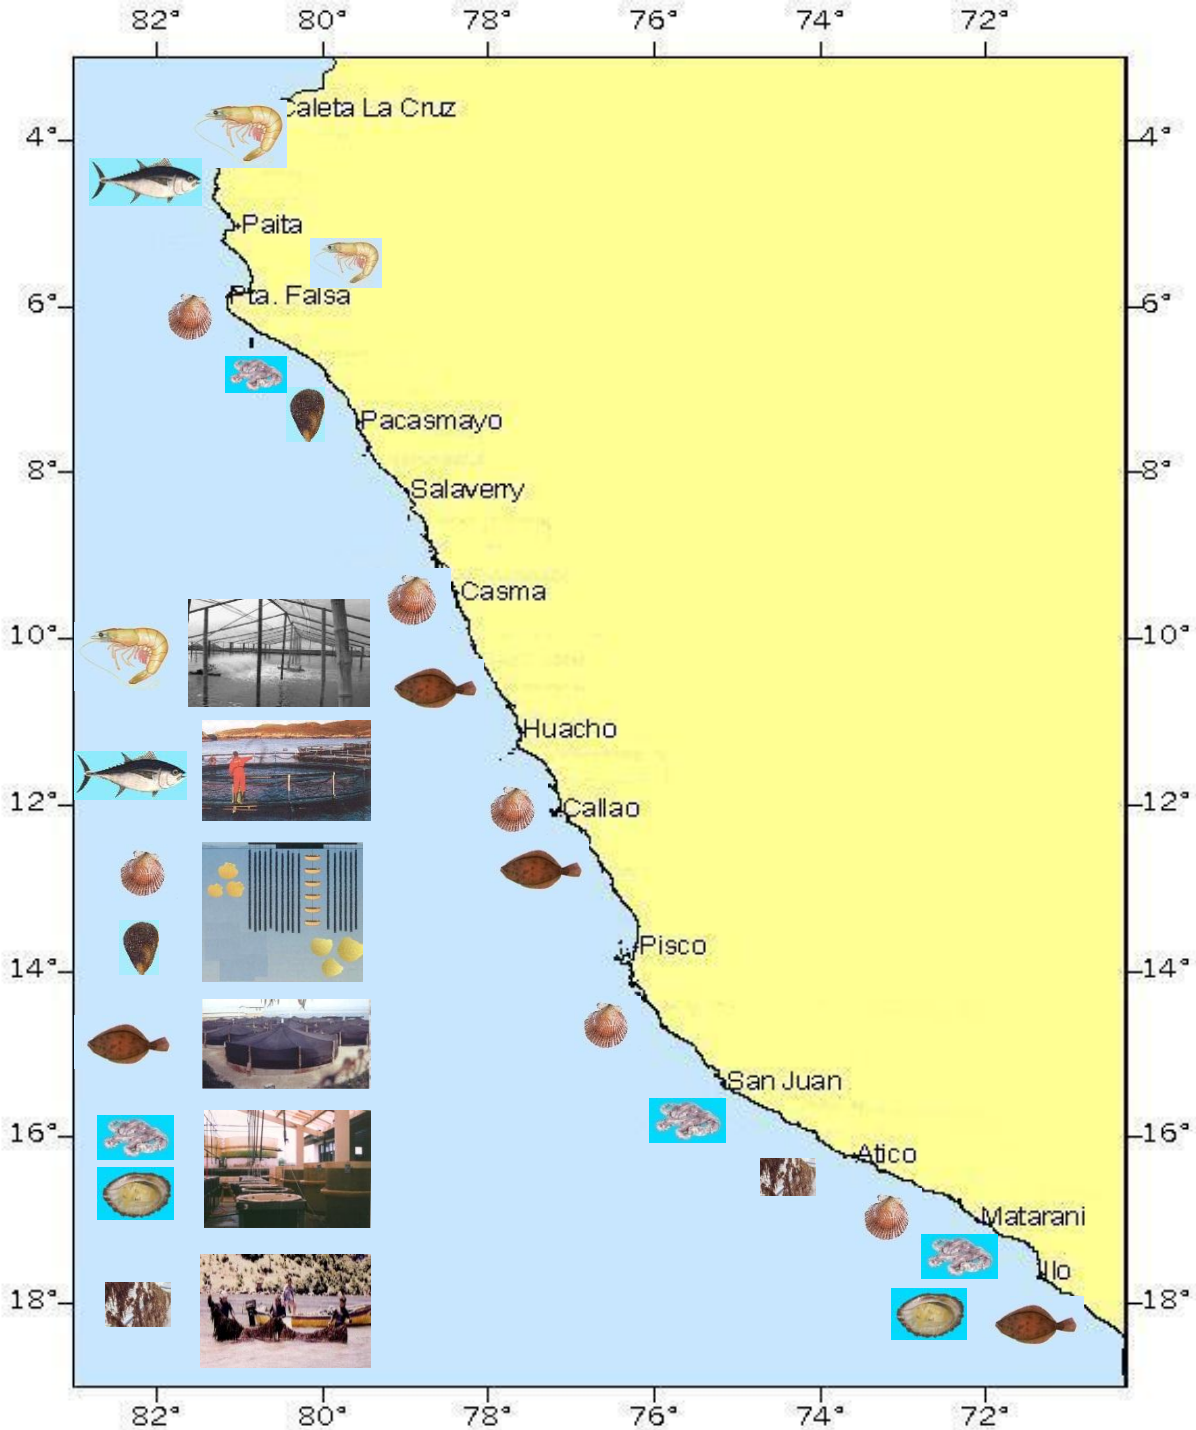 82° 80° 78° 76° 74° 72°
Caleta La Cruz
4° 4°
Paita
Pta. Falsa
6° 6°
Pacasmayo
8° 8°
Salaverry
Casma
10° 10°
Huacho
12° 12°
Callao
Pisco
14° 14°
San Juan
16° 16°
Atico
Matarani
Ilo
18° 18°
82° 80° 78° 76° 74° 72°